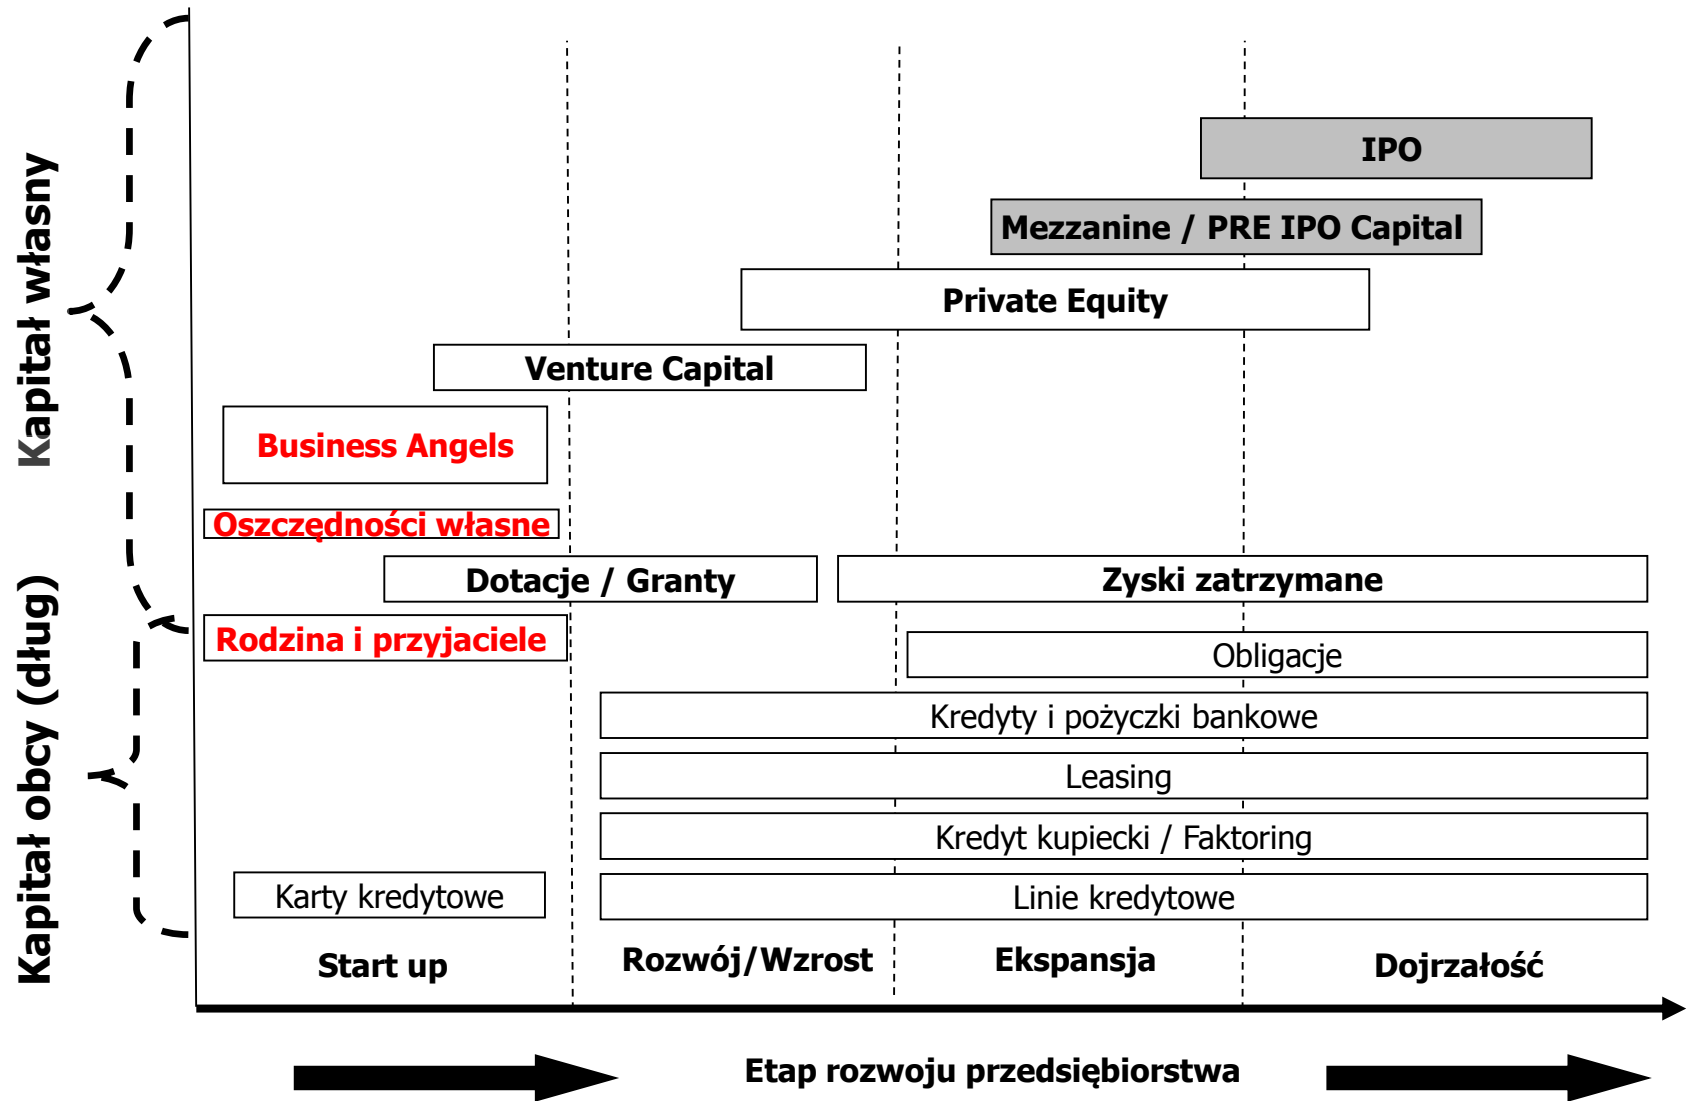 Kapitał własny
Kapitał obcy (dług)
IPO
Mezzanine / PRE IPO Capital
Private Equity
Venture Capital
Business Angels
Oszczędności własne
Dotacje / Granty
Zyski zatrzymane
Rodzina i przyjaciele
Obligacje
Kredyty i pożyczki bankowe
Leasing
Kredyt kupiecki / Faktoring
Karty kredytowe
Linie kredytowe
Start up
Rozwój/Wzrost
Ekspansja
Dojrzałość
Etap rozwoju przedsiębiorstwa